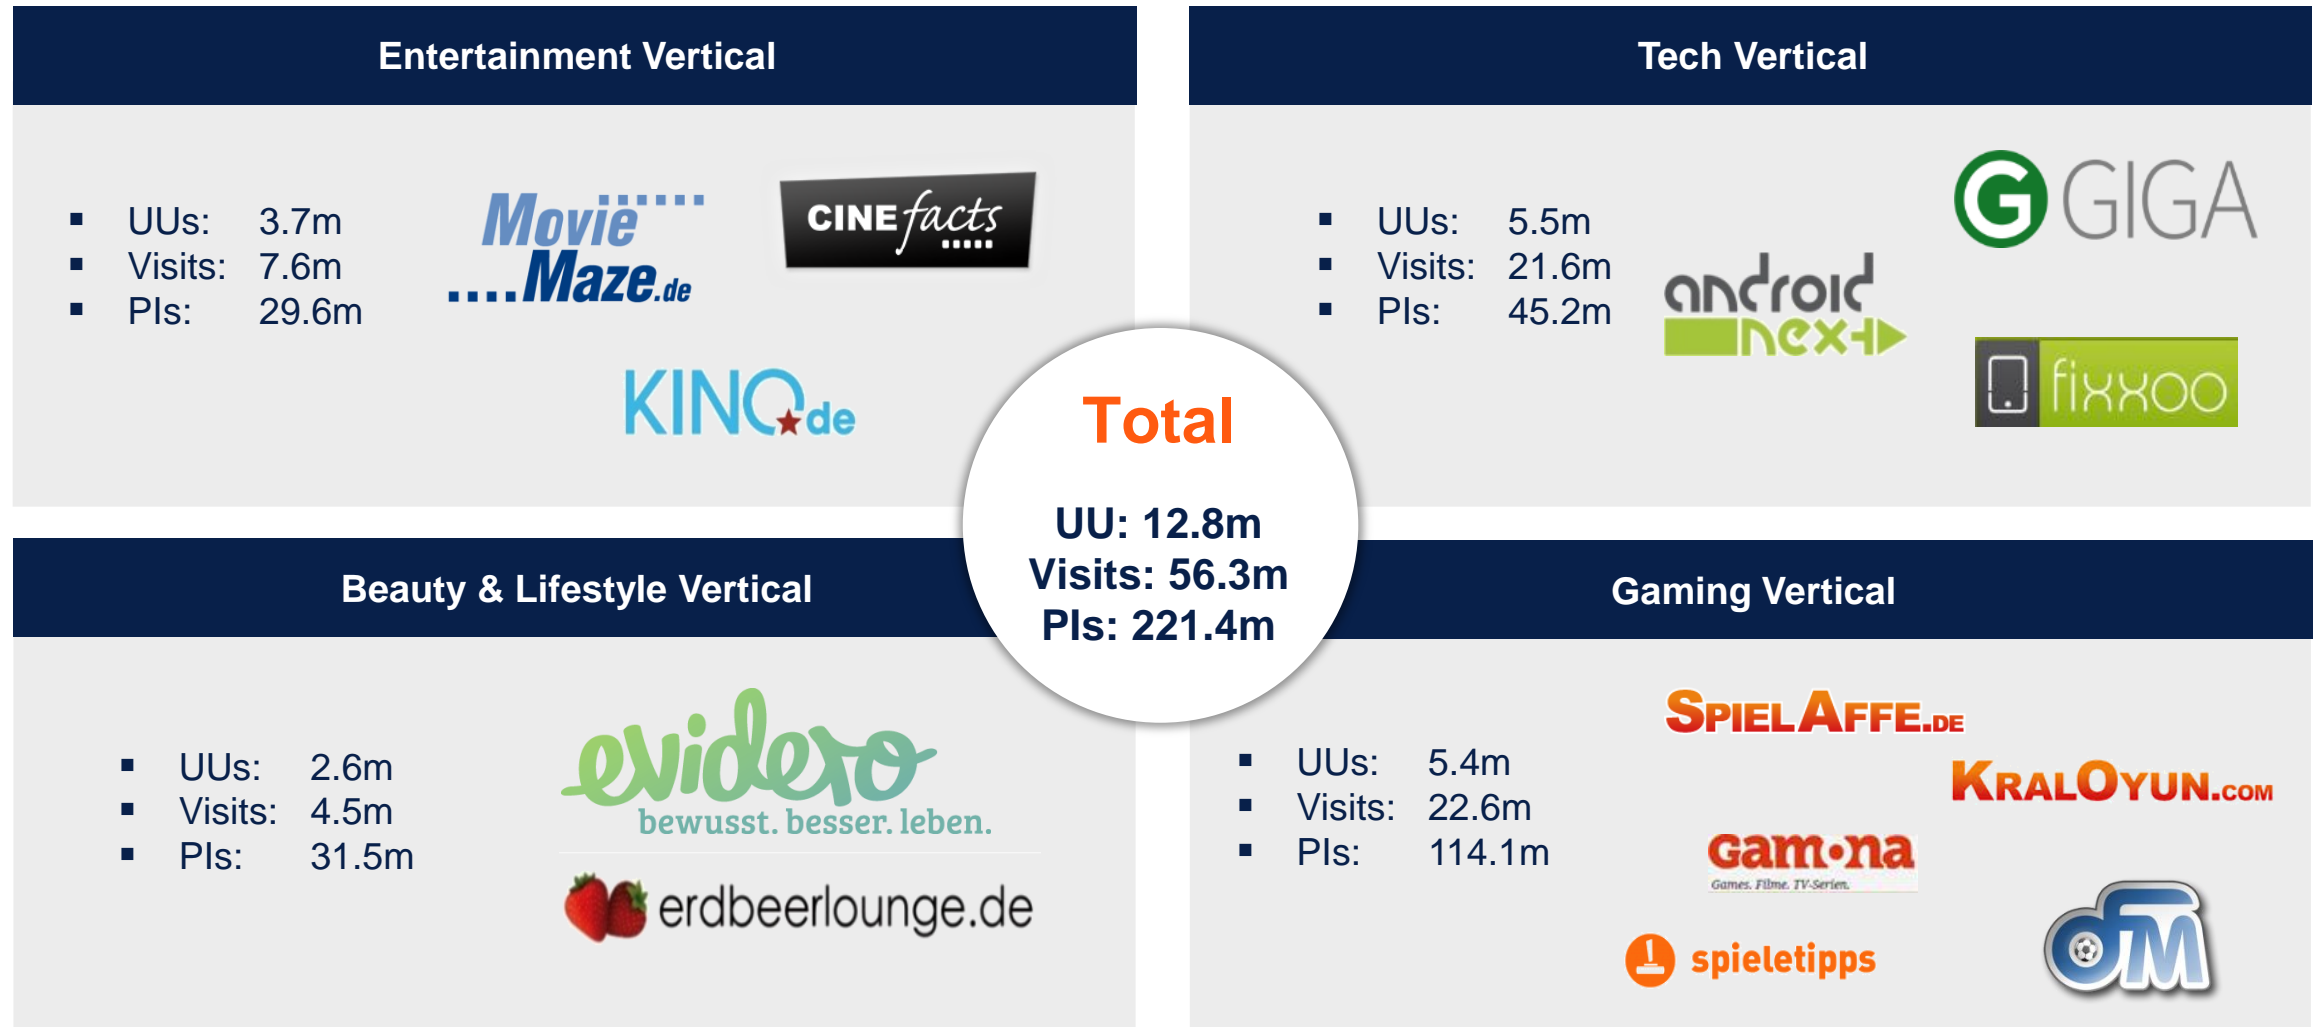 Entertainment Vertical
▪ UUs: 3.7m
▪ Visits: 7.6m
▪ PIs: 29.6m
Movie
....Maze.de
CINEfacts
KINO.de
Tech Vertical
▪ UUs: 5.5m
▪ Visits: 21.6m
▪ PIs: 45.2m
G GIGA
android
next
fixxoo
Total
UU: 12.8m
Visits: 56.3m
PIs: 221.4m
Beauty & Lifestyle Vertical
▪ UUs: 2.6m
▪ Visits: 4.5m
▪ PIs: 31.5m
evidero
bewusst. besser. leben.
erdbeerlounge.de
Gaming Vertical
▪ UUs: 5.4m
▪ Visits: 22.6m
▪ PIs: 114.1m
SPIELAFFE.DE
KRALOYUN.COM
Gamona
Games. Filme. TV-Serien.
spieletipps
OFM